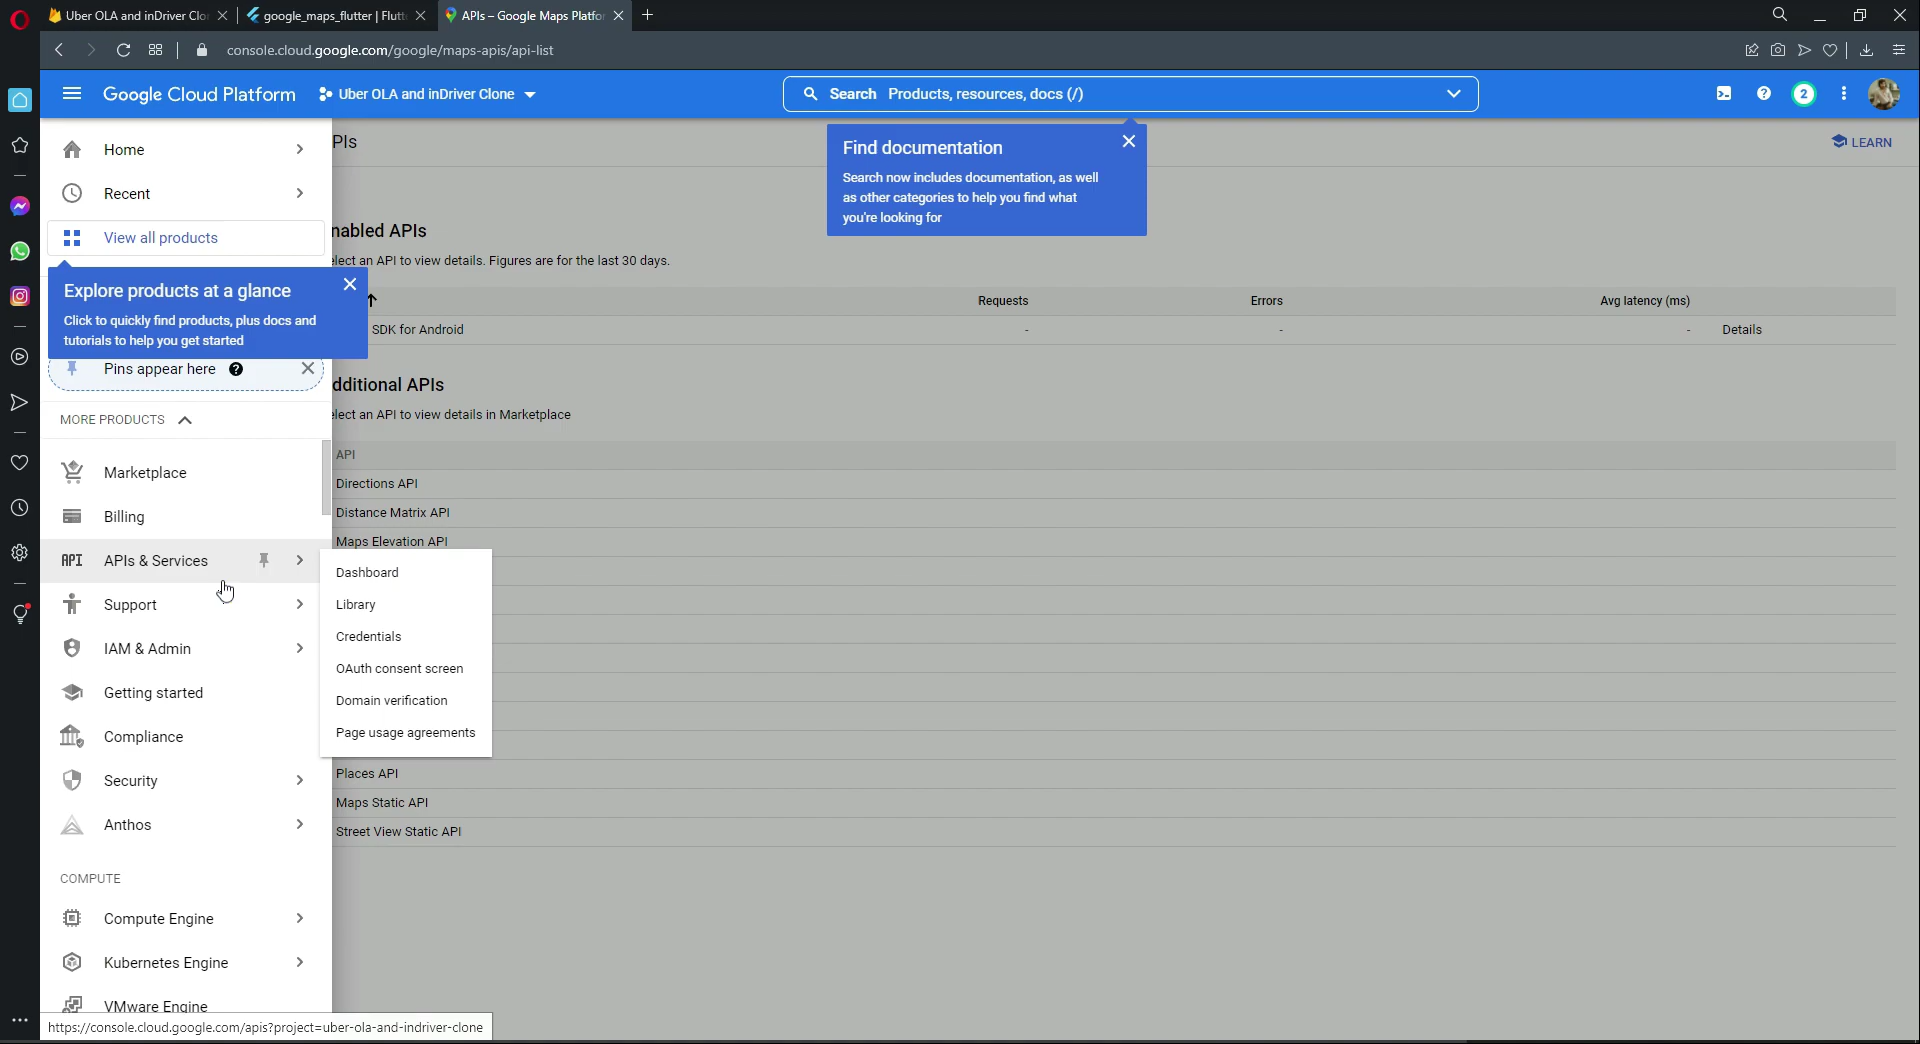 Uber OLA and inDriver Clo
google_maps_flutter | Flutt
APIs – Google Maps Platfo
console.cloud.google.com/google/maps-apis/api-list
Google Cloud Platform
Uber OLA and inDriver Clone
Search Products, resources, docs (/)
2
Home
PIs
Find documentation
Search now includes documentation, as well
as other categories to help you find what
you're looking for
LEARN
Recent
View all products
nabled APIs
lect an API to view details. Figures are for the last 30 days.
Explore products at a glance
Click to quickly find products, plus docs and
tutorials to help you get started
Requests
Errors
Avg latency (ms)
SDK for Android
-
-
-
Details
Pins appear here
dditional APIs
lect an API to view details in Marketplace
MORE PRODUCTS
API
Marketplace
Directions API
Billing
Distance Matrix API
Maps Elevation API
API APIs & Services
Dashboard
Library
Credentials
OAuth consent screen
Domain verification
Page usage agreements
Support
IAM & Admin
Getting started
Compliance
Security
Anthos
Places API
Maps Static API
Street View Static API
COMPUTE
Compute Engine
Kubernetes Engine
VMware Engine
https://console.cloud.google.com/apis?project=uber-ola-and-indriver-clone